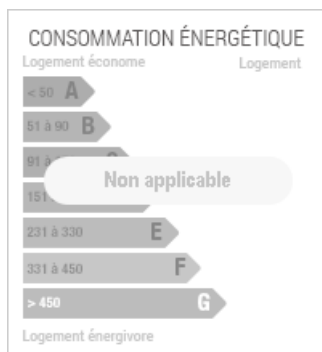 CONSOMMATION ÉNERGÉTIQUE
Logement économe Logement
< 50 A
51 à 90 B
91 à
Non applicable
151
231 à 330 E
331 à 450 F
> 450 G
Logement énergivore